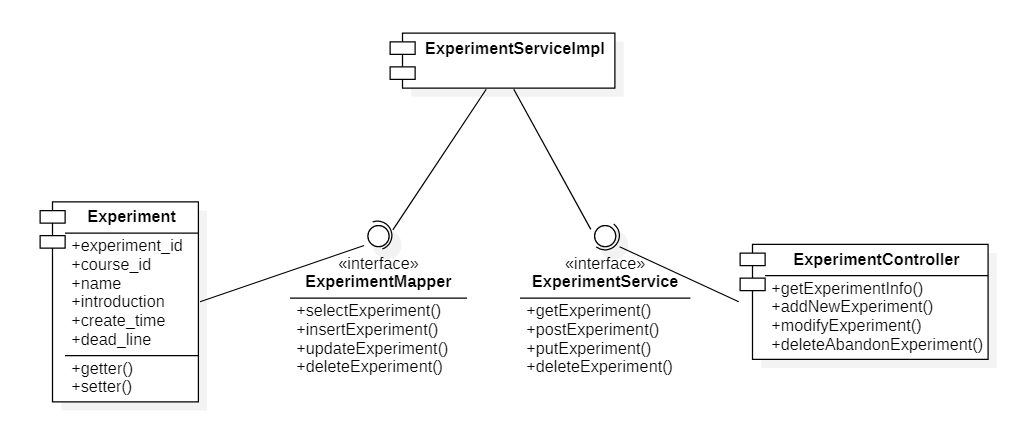 ExperimentServiceImpl
Experiment
+experiment_id
+course_id
+name
+introduction
+create_time
+dead_line
+getter()
+setter()
«interface»
ExperimentMapper
+selectExperiment()
+insertExperiment()
+updateExperiment()
+deleteExperiment()
«interface»
ExperimentService
+getExperiment()
+postExperiment()
+putExperiment()
+deleteExperiment()
ExperimentController
+getExperimentInfo()
+addNewExperiment()
+modifyExperiment()
+deleteAbandonExperiment()